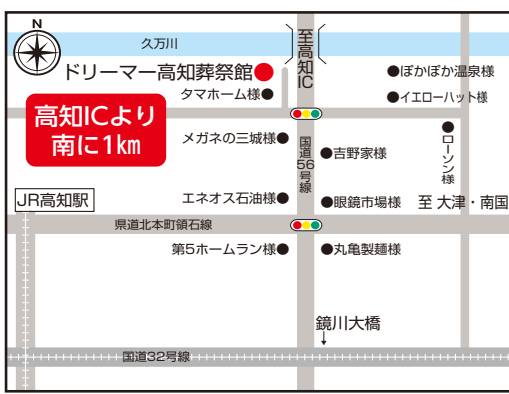 N
久万川
至高知IC
ドリーマー高知葬祭館
ぽかぽか温泉様
タマホーム様
イエローハット様
高知ICより
南に1km
メガネの三城様
国道56号線
吉野家様
ローソン様
JR高知駅
エネオス石油様
眼鏡市場様
至 大津・南国
県道北本町領石線
第5ホームラン様
丸亀製麺様
鏡川大橋
↓
国道32号線